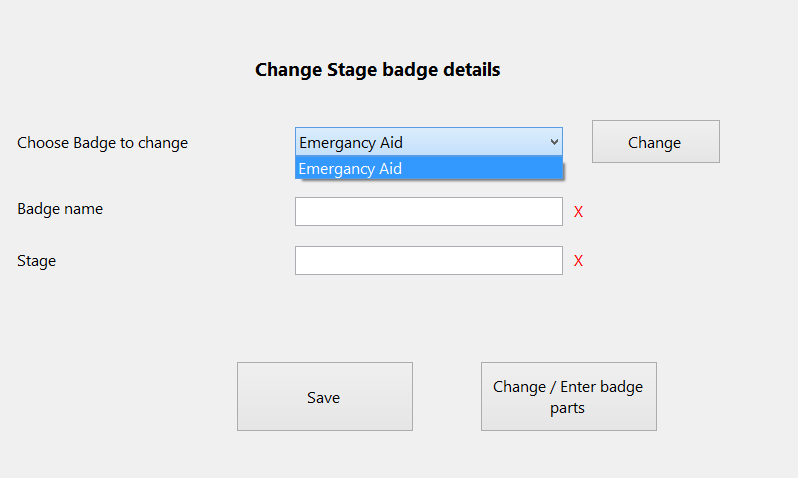 Change Stage badge details
Choose Badge to change
Emergancy Aid
Change
Emergancy Aid
Badge name
X
Stage
X
Save
Change / Enter badge
parts